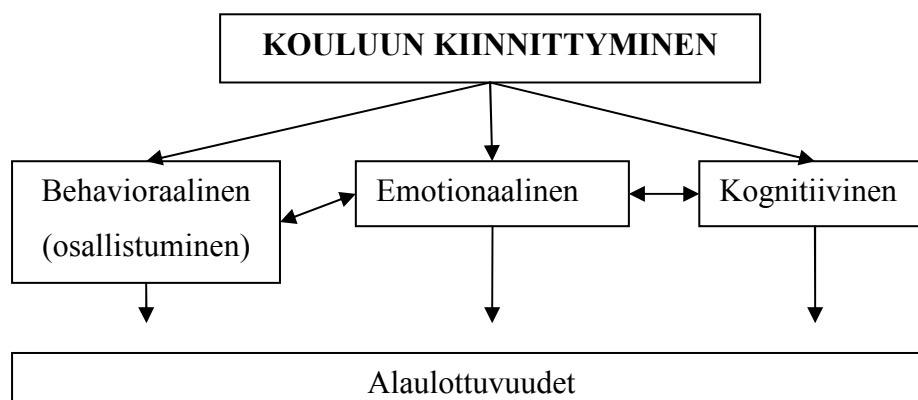 KOULUUN KIINNITTYMINEN
Behavioraalinen
(osallistuminen)
Emotionaalinen
Kognitiivinen
Alaulottuvuudet